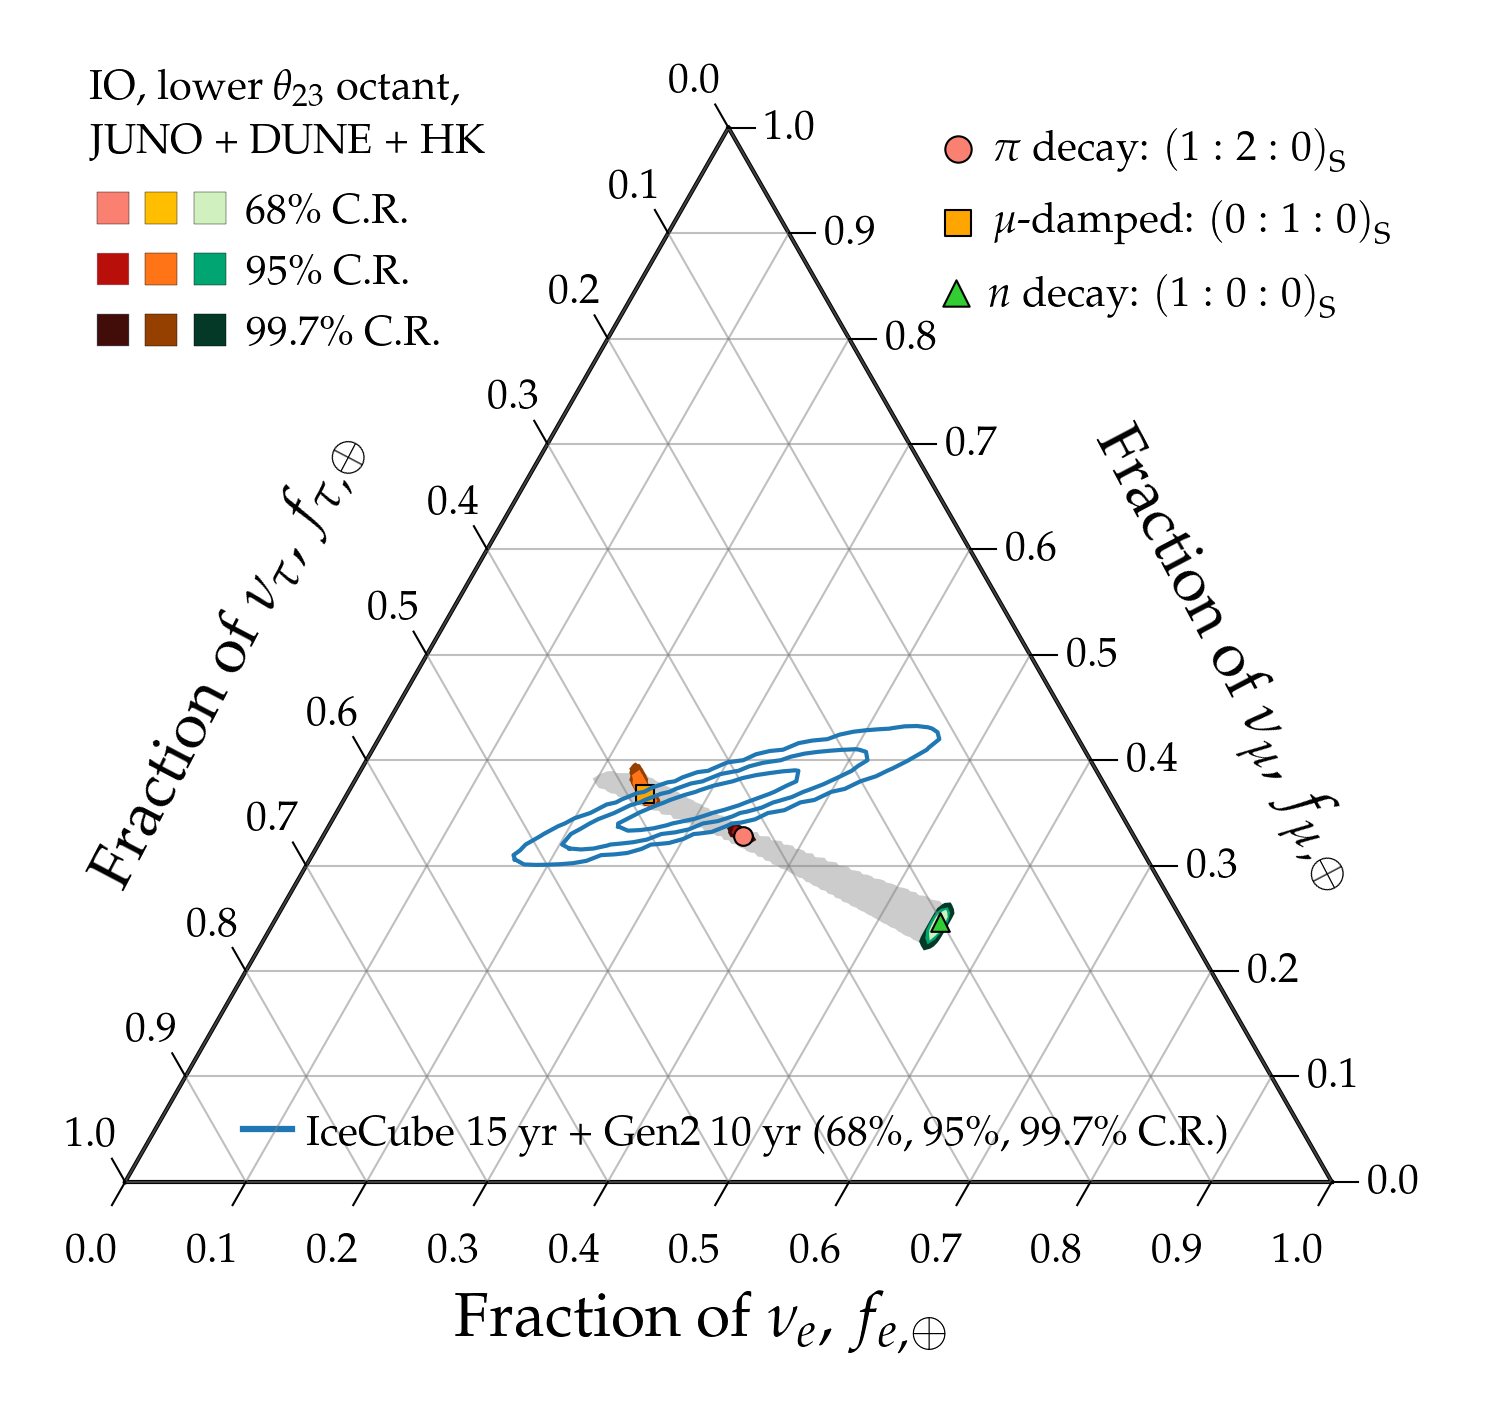 IO, lower θ₂₃ octant,
JUNO + DUNE + HK
68% C.R.
95% C.R.
99.7% C.R.
π decay: (1 : 2 : 0)S
μ-damped: (0 : 1 : 0)S
n decay: (1 : 0 : 0)S
Fraction of ντ, fτ,⊕
0.0
0.1
0.2
0.3
0.4
0.5
0.6
0.7
0.8
0.9
1.0
Fraction of νμ, fμ,⊕
1.0
0.9
0.8
0.7
0.6
0.5
0.4
0.3
0.2
0.1
0.0
IceCube 15 yr + Gen2 10 yr (68%, 95%, 99.7% C.R.)
0.0 0.1 0.2 0.3 0.4 0.5 0.6 0.7 0.8 0.9 1.0
Fraction of νe, fe,⊕